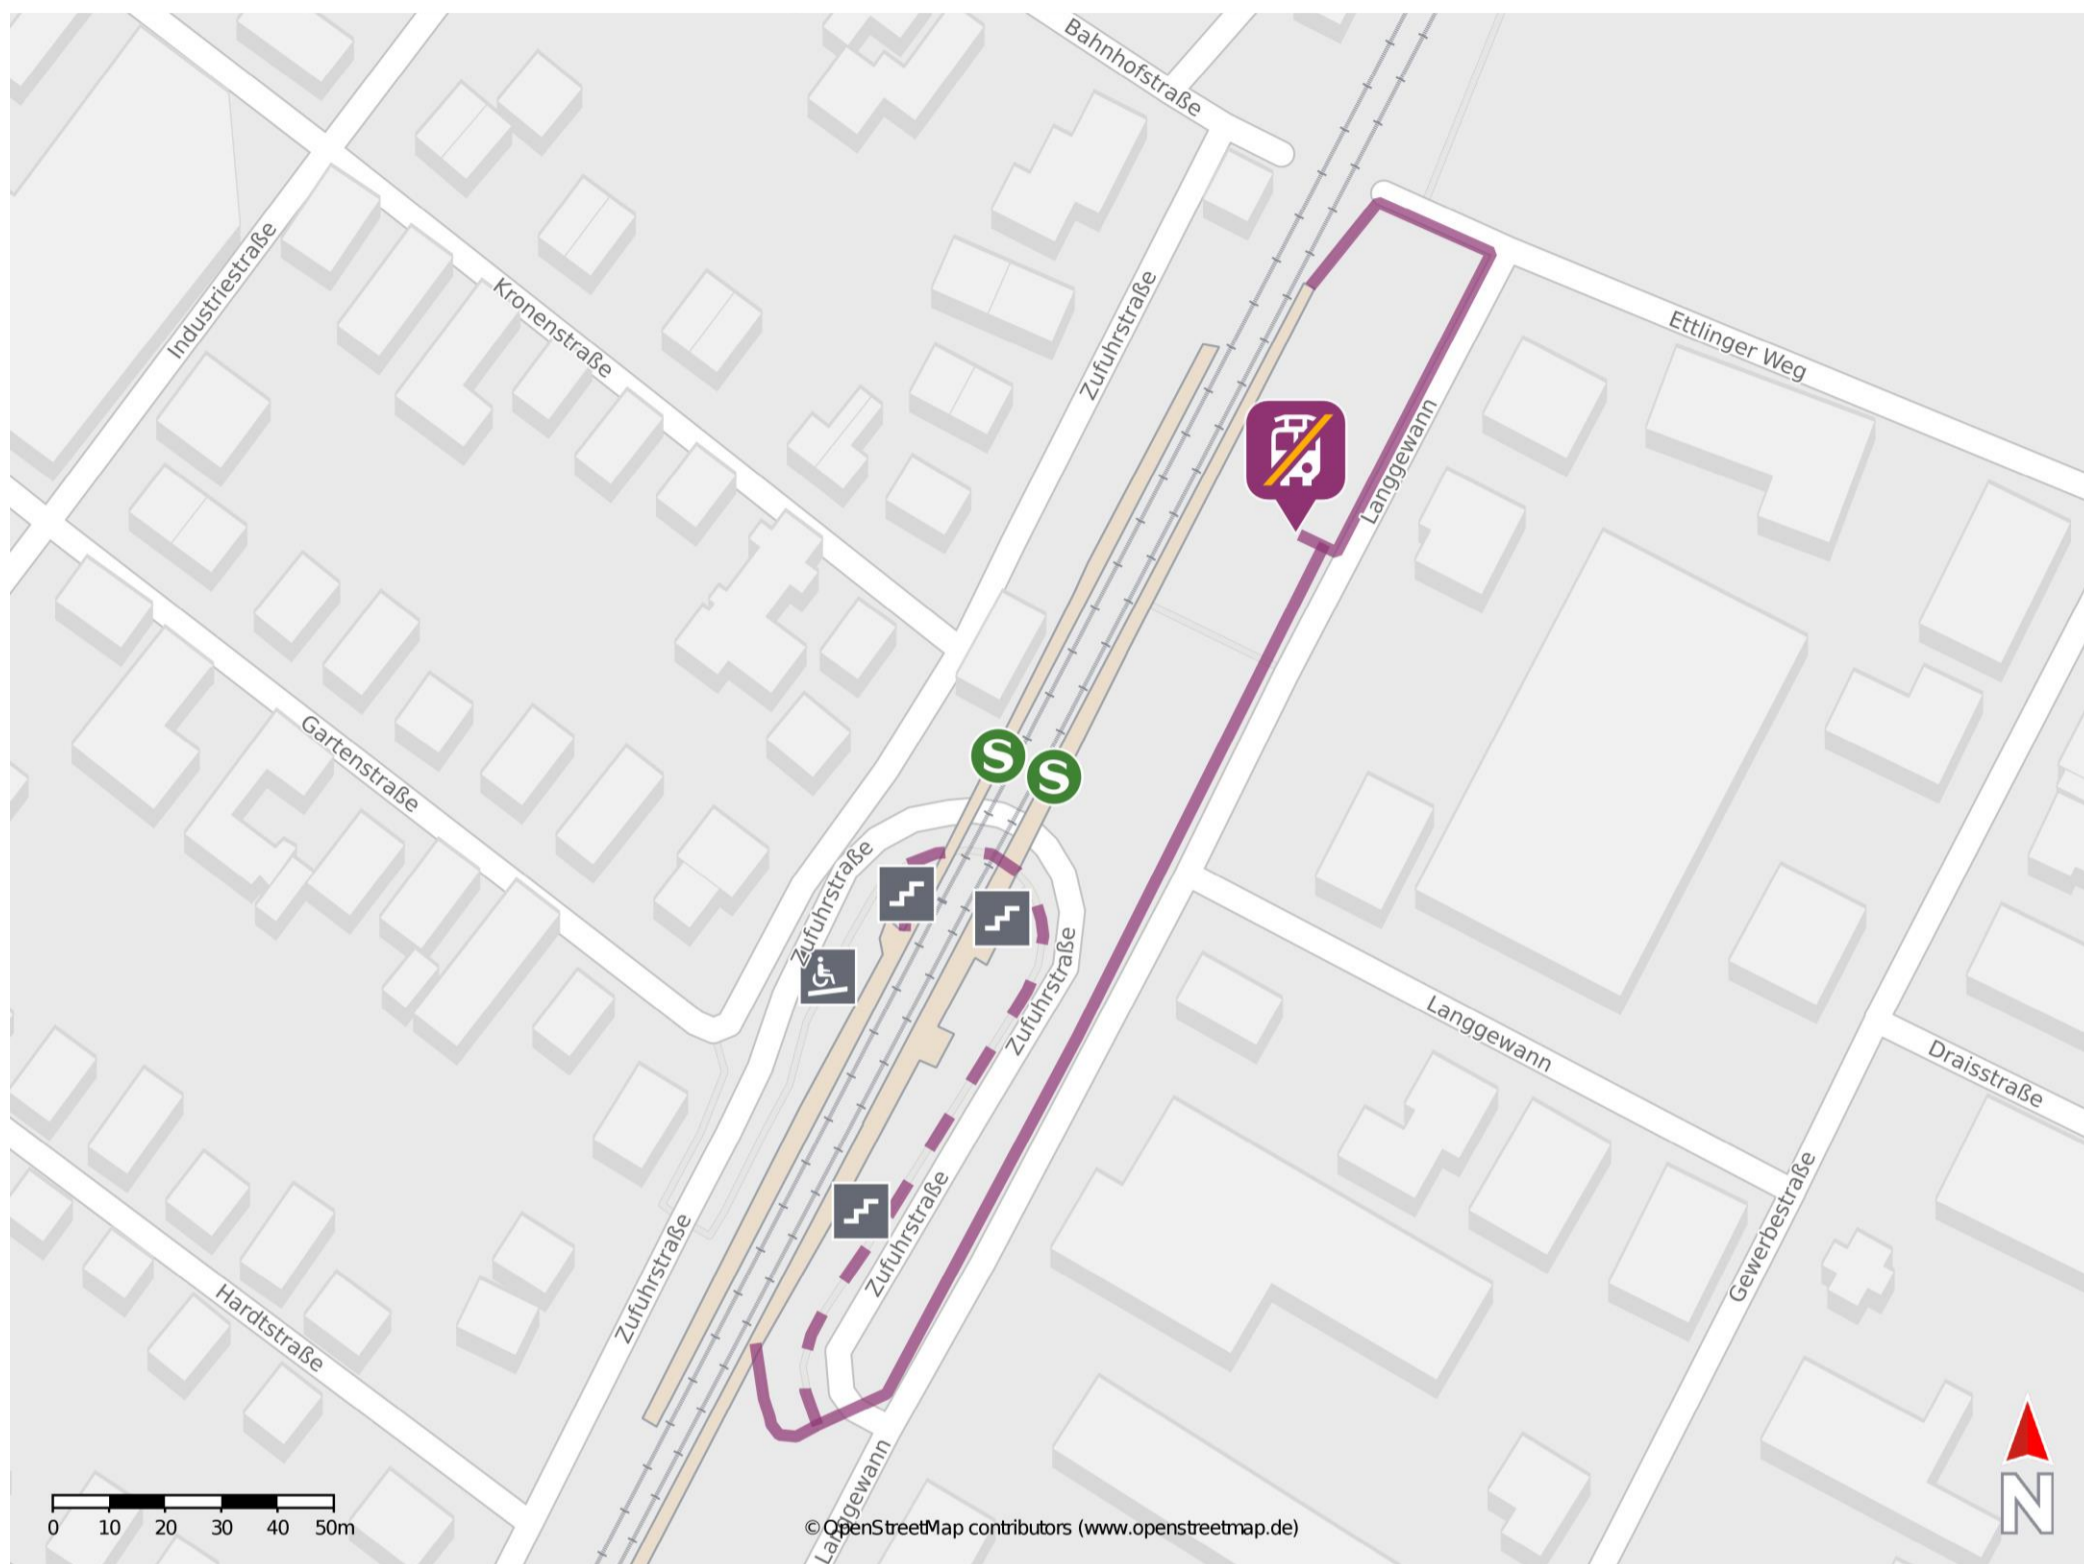 Bahnhofstraße
Industriestraße
Kronenstraße
Zufuhrstraße
Ettlinger Weg
Langgewann
Gartenstraße
S
S
Zufuhrstraße
Zufuhrstraße
Langgewann
Draisstraße
Zufuhrstraße
Gewerbestraße
Zufuhrstraße
Hardtstraße
Langgewann
0 10 20 30 40 50m
© OpenStreetMap contributors (www.openstreetmap.de)
N